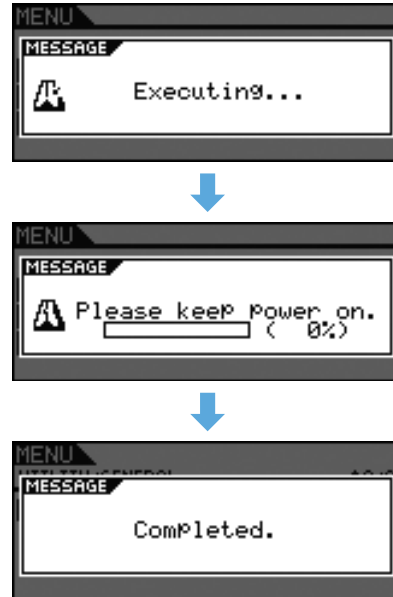 MENU
MESSAGE
Executing...
MENU
MESSAGE
Please keep power on.
( 0%)
MENU
MESSAGE
Completed.